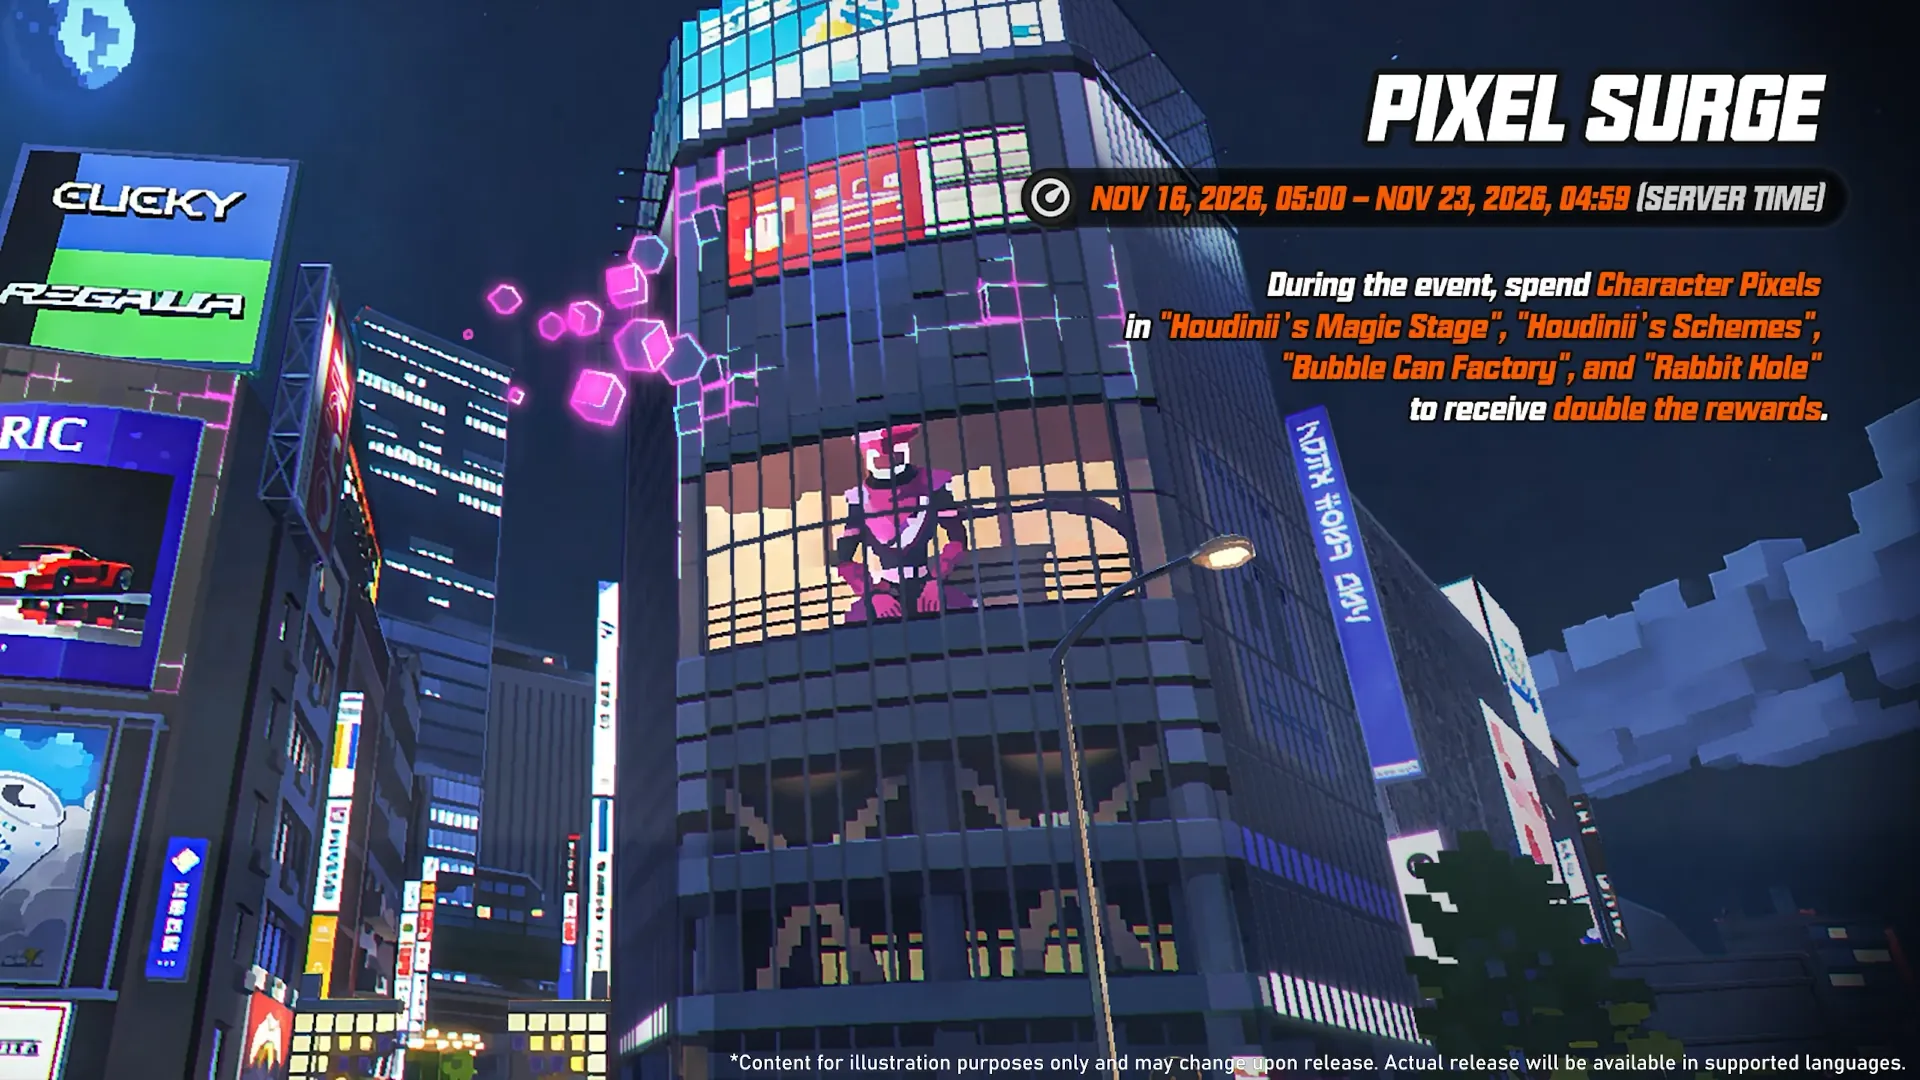 PIXEL SURGE
NOV 16, 2026, 05:00 – NOV 23, 2026, 04:59 (SERVER TIME)
During the event, spend Character Pixels
in "Houdinii's Magic Stage", "Houdinii's Schemes",
"Bubble Can Factory", and "Rabbit Hole"
to receive double the rewards.
CLICKY
REGALIA
RIC
*Content for illustration purposes only and may change upon release. Actual release will be available in supported languages.